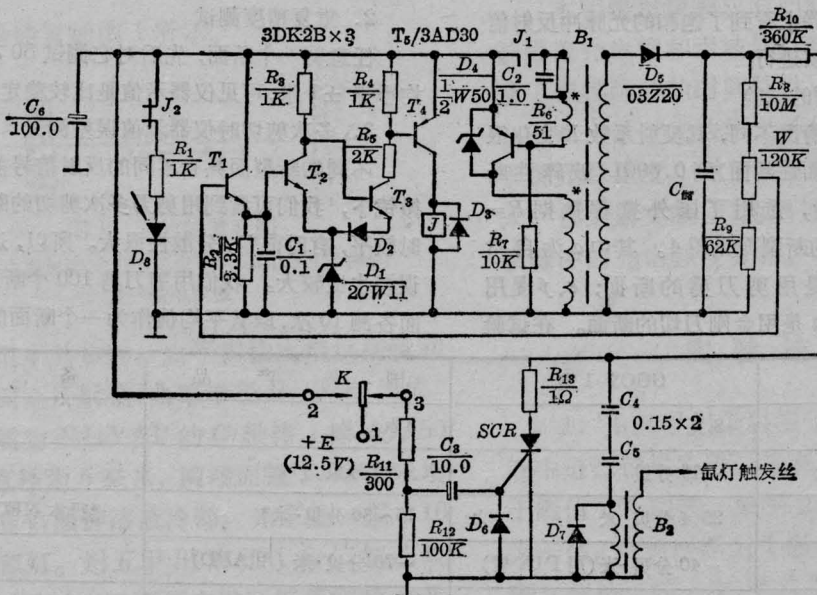 3DK2B×3
T₅/3AD30
R₁₀
360K
J₁
B₁
D₄
1/2 W50
C₂
1.0
R₆
51
D₅
03Z20
R₈
10M
W
120K
R₉
62K
C₆
100.0
J₂
R₁
1K
D₈
T₁
R₃
1K
R₄
1K
R₅
2K
T₂
T₃
T₄
R₂
C₁
0.1
D₂
D₁
2CW11
J
D₃
R₇
10K
K
2
1
3
+E
(12.5V)
R₁₁
300
C₃
10.0
R₁₂
100K
D₆
SCR
R₁₃
1Ω
C₄
0.15×2
C₅
D₇
B₂
氙灯触发丝